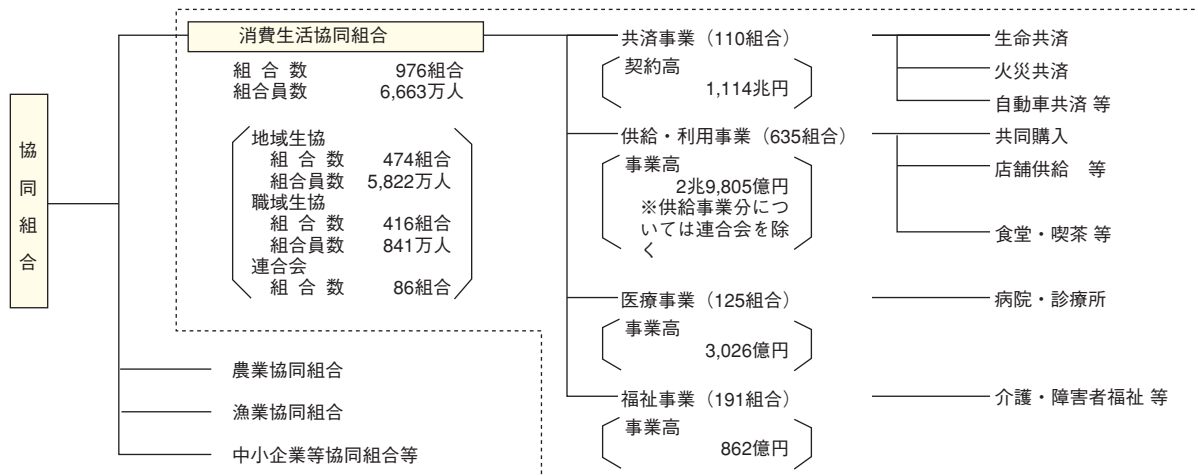 協同組合
消費生活協同組合
組合数 976組合
組合員数 6,663万人
地域生協
組合数 474組合
組合員数 5,822万人
職域生協
組合数 416組合
組合員数 841万人
連合会
組合数 86組合
農業協同組合
漁業協同組合
中小企業等協同組合等
共済事業（110組合）
契約高
1,114兆円
生命共済
火災共済
自動車共済 等
供給・利用事業（635組合）
事業高
2兆9,805億円
※供給事業分につ
いては連合会を除
く
共同購入
店舗供給　等
食堂・喫茶 等
医療事業（125組合）
事業高
3,026億円
病院・診療所
福祉事業（191組合）
事業高
862億円
介護・障害者福祉 等